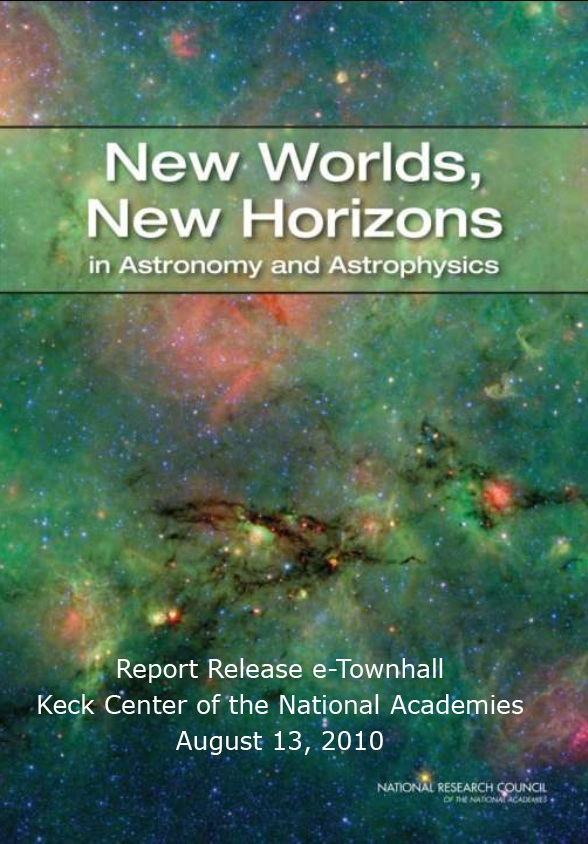 New Worlds,
New Horizons
in Astronomy and Astrophysics
Report Release e-Townhall
Keck Center of the National Academies
August 13, 2010
NATIONAL RESEARCH COUNCIL
OF THE NATIONAL ACADEMIES